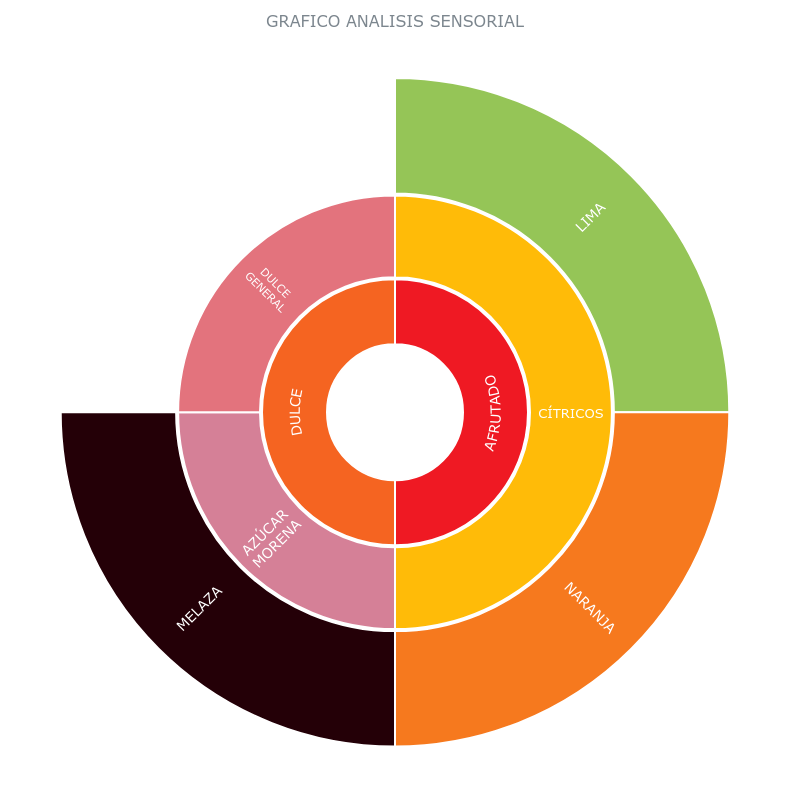 GRAFICO ANALISIS SENSORIAL
LIMA
DULCE
GENERAL
DULCE
AFRUTADO
CÍTRICOS
AZÚCAR
MORENA
MELAZA
NARANJA